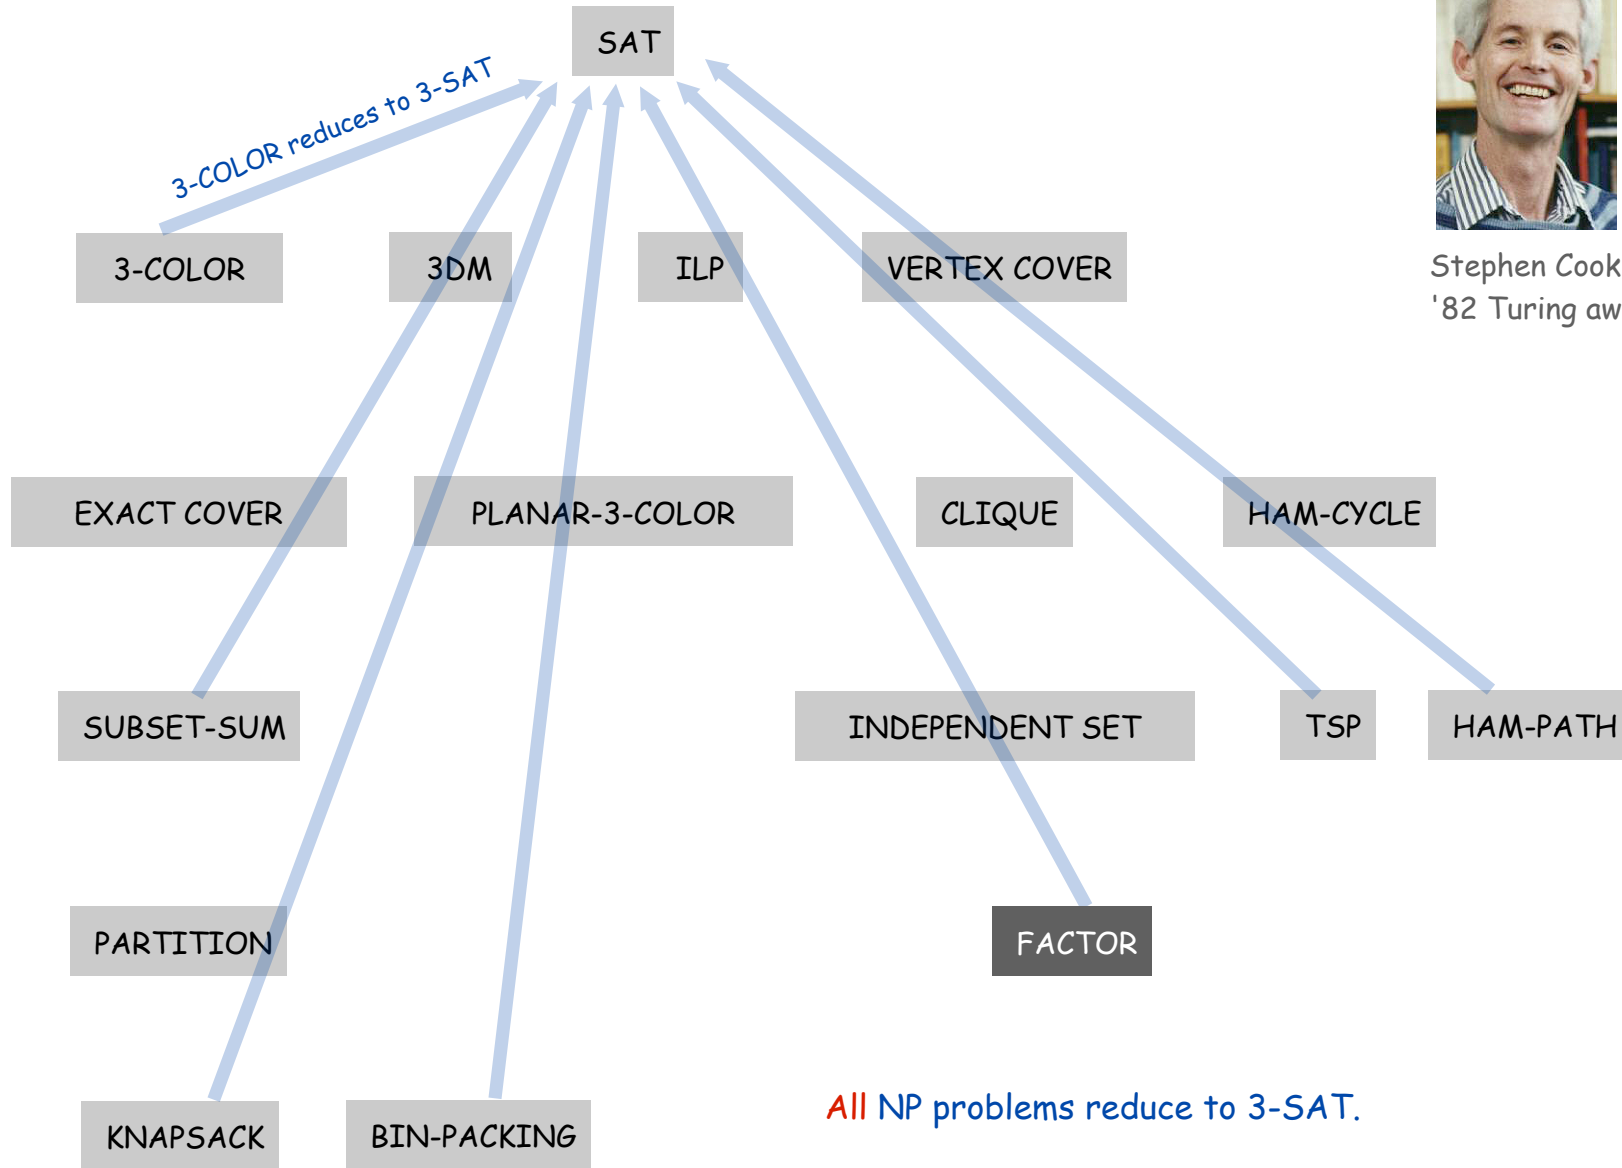 SAT
3-COLOR reduces to 3-SAT
3-COLOR
3DM
ILP
VERTEX COVER
Stephen Cook
'82 Turing aw
EXACT COVER
PLANAR-3-COLOR
CLIQUE
HAM-CYCLE
SUBSET-SUM
INDEPENDENT SET
TSP
HAM-PATH
PARTITION
FACTOR
KNAPSACK
BIN-PACKING
All NP problems reduce to 3-SAT.